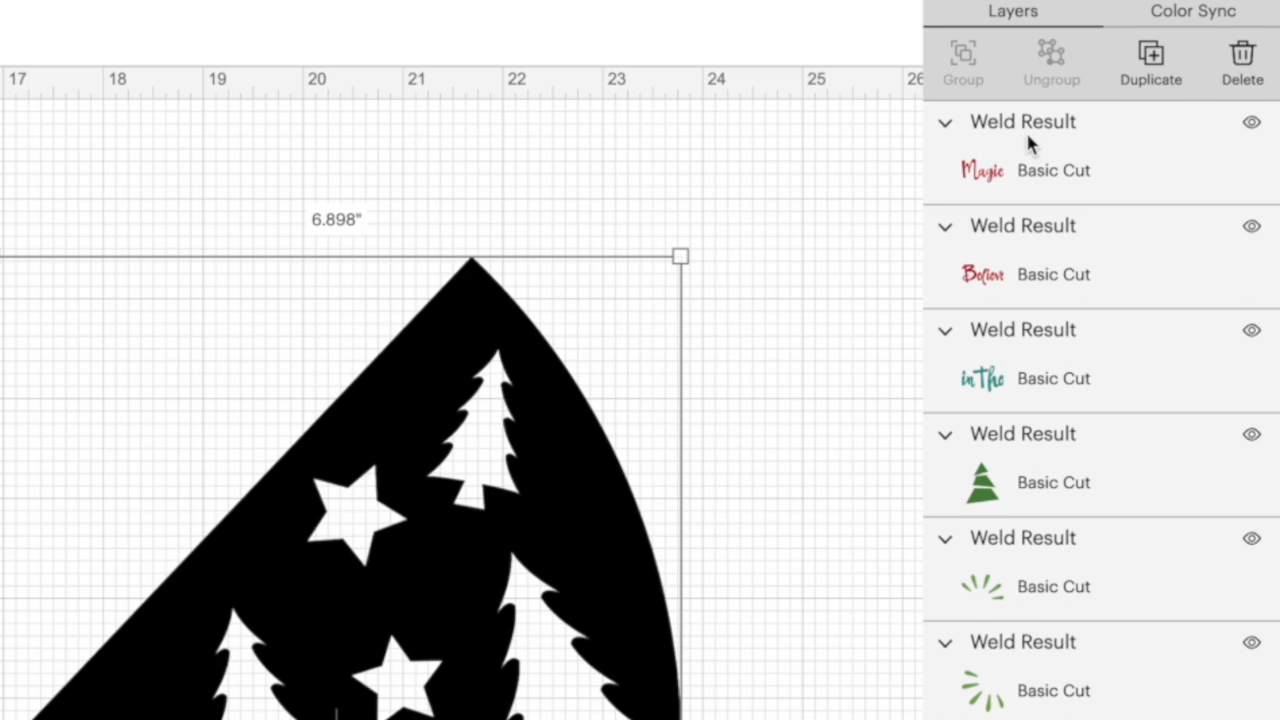 Layers Color Sync
17 18 19 20 21 22 23 24 25 26
Group Ungroup Duplicate Delete
Weld Result
Magic Basic Cut
6.898"
Weld Result
Believe Basic Cut
Weld Result
in The Basic Cut
Weld Result
Basic Cut
Weld Result
Basic Cut
Weld Result
Basic Cut